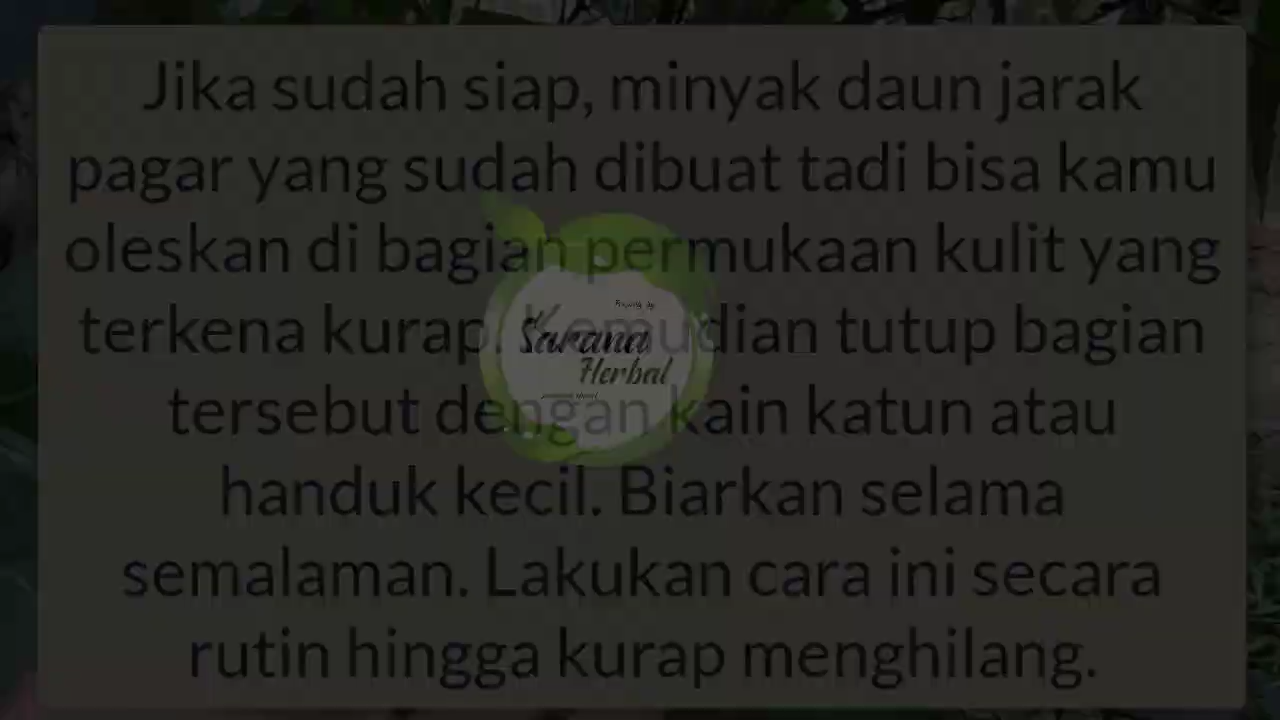 Jika sudah siap, minyak daun jarak
pagar yang sudah dibuat tadi bisa kamu
oleskan di bagian permukaan kulit yang
terkena kurap. Kemudian tutup bagian
tersebut dengan kain katun atau
handuk kecil. Biarkan selama
semalaman. Lakukan cara ini secara
rutin hingga kurap menghilang.
Sarana
Herbal